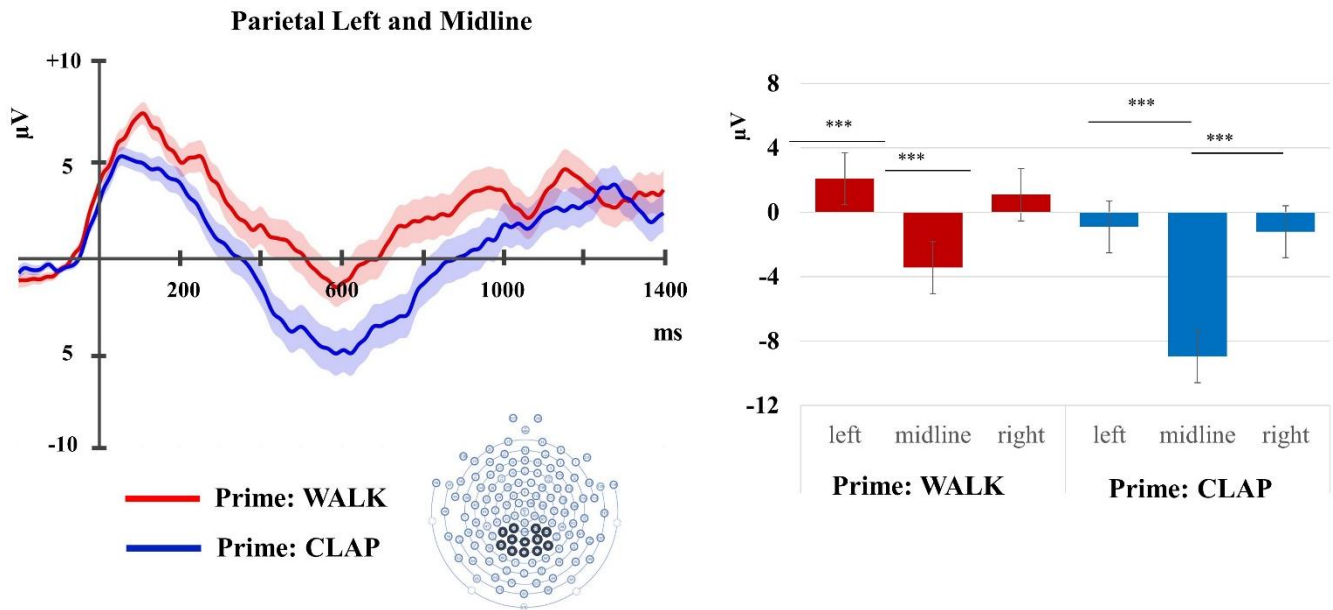 Parietal Left and Midline
+10
µV
5
200
600
1000
1400
ms
5
-10
Prime: WALK
Prime: CLAP
8
µV
4
0
-4
-8
-12
***
***
***
***
left
midline
right
left
midline
right
Prime: WALK
Prime: CLAP